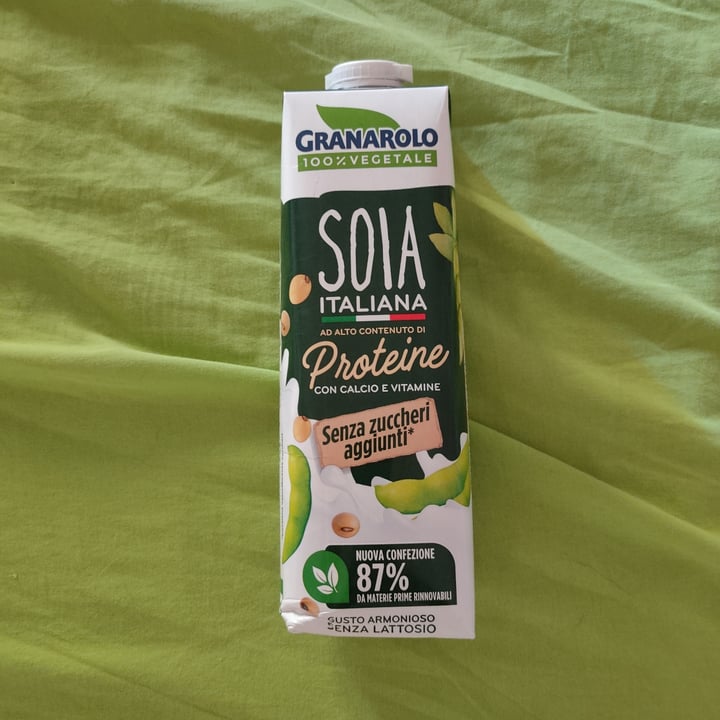 GRANAROLO
100% VEGETALE
SOIA
ITALIANA
AD ALTO CONTENUTO DI
Proteine
CON CALCIO E VITAMINE
Senza zuccheri
aggiunti*
NUOVA CONFEZIONE
87%
DA MATERIE PRIME RINNOVABILI
GUSTO ARMONIOSO
SENZA LATTOSIO